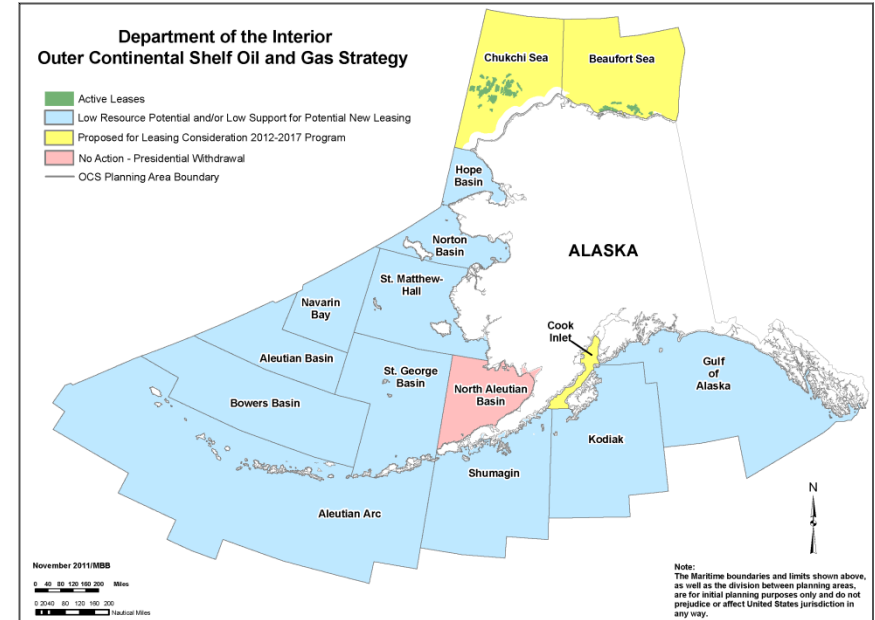 Department of the Interior
Outer Continental Shelf Oil and Gas Strategy
Active Leases
Low Resource Potential and/or Low Support for Potential New Leasing
Proposed for Leasing Consideration 2012-2017 Program
No Action - Presidential Withdrawal
OCS Planning Area Boundary
Chukchi Sea
Beaufort Sea
Hope
Basin
Norton
Basin
ALASKA
St. Matthew-
Hall
Navarin
Bay
Cook
Inlet
Aleutian Basin
St. George
Basin
Gulf
of
Alaska
North Aleutian
Basin
Bowers Basin
Kodiak
Shumagin
Aleutian Arc
N
November 2011/MBB
0 40 80 120 160 200 Miles
0 20 40 80 120 160 200 Nautical Miles
Note:
The Maritime boundaries and limits shown above,
as well as the division between planning areas,
are for initial planning purposes only and do not
prejudice or affect United States jurisdiction in
any way.